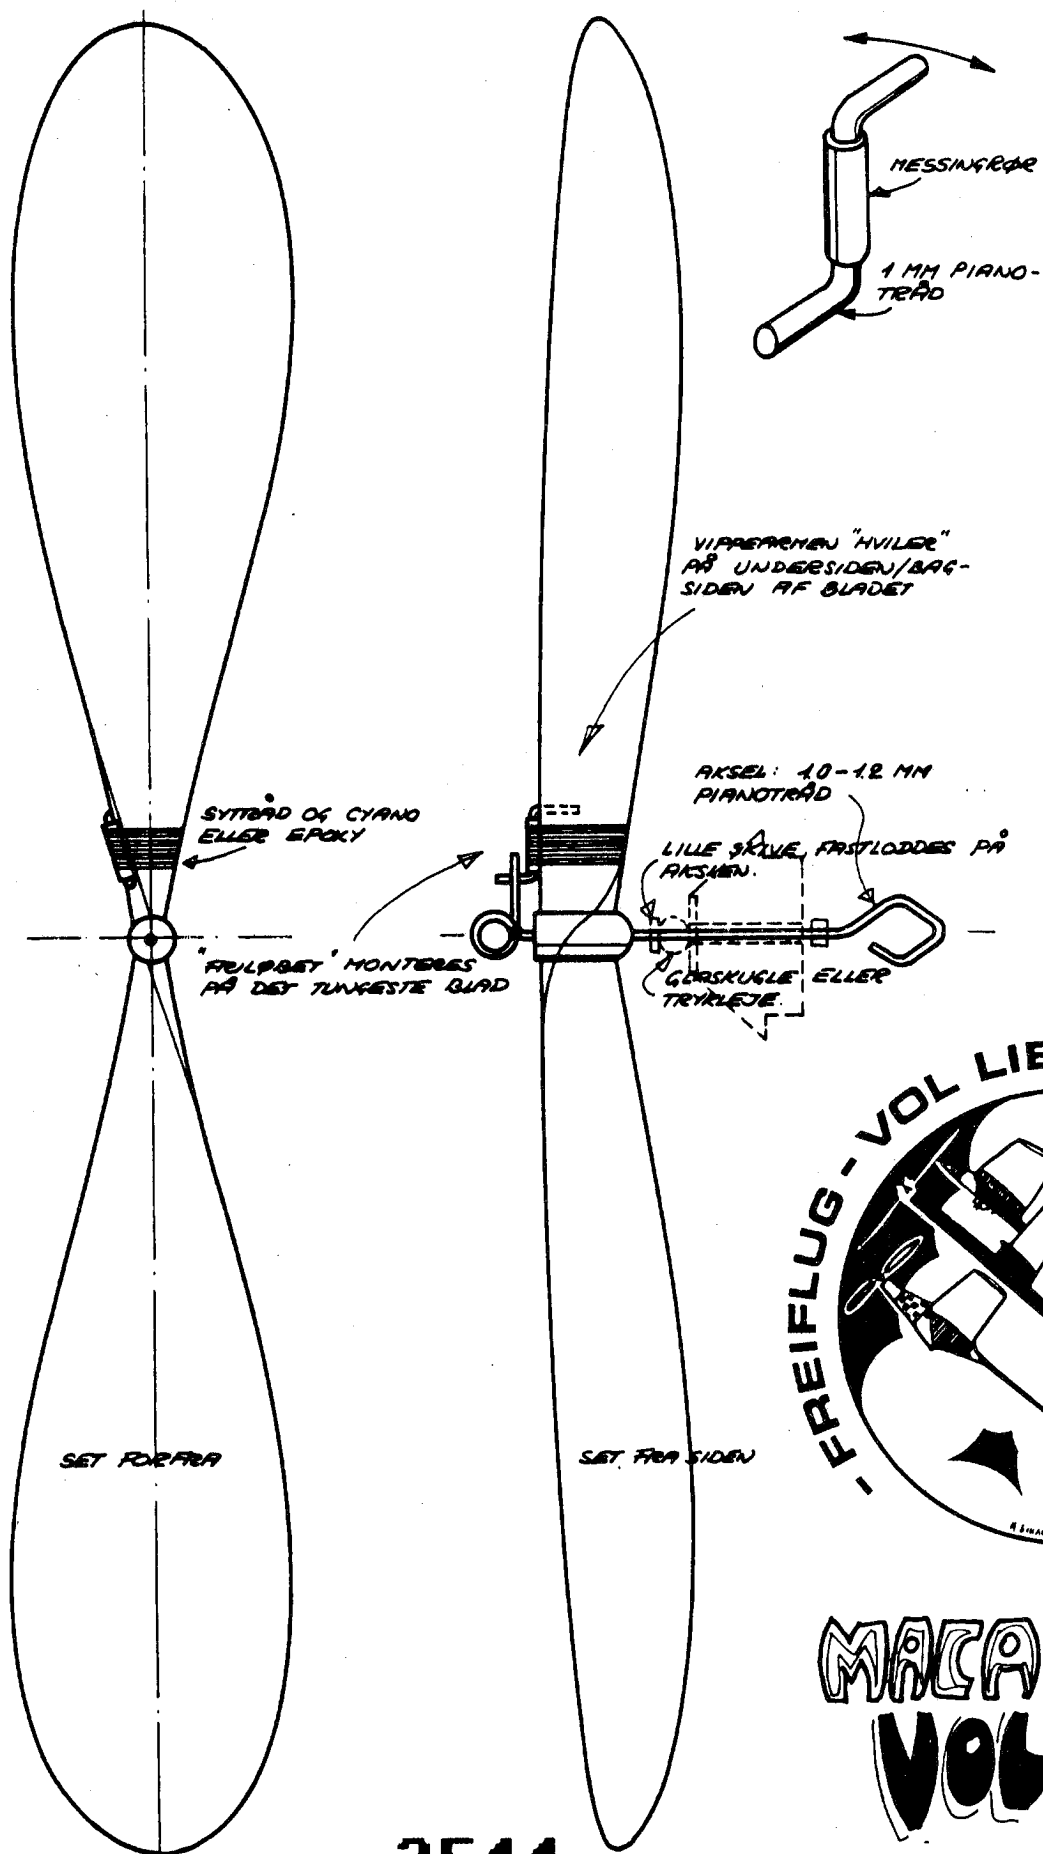 MESSINGRØR
1 MM PIANO-
TRÅD
VIPPEARMEN "HVILER"
PÅ UNDERSIDEN/BAG-
SIDEN AF BLADET
AKSEL: 1.0-1.2 MM
PIANOTRÅD
SYTRÅD OG CYANO
ELLER EPOXY
LILLE SKIVE FASTLODDES PÅ
AKSLEN.
"FRILØBET" MONTERES
PÅ DET TUNGESTE BLAD
GLASKUGLE ELLER
TRYKLEJE.
- FREIFLUG - VOL LIB
SET FORFRA
SET FRA SIDEN
MACA
VOL